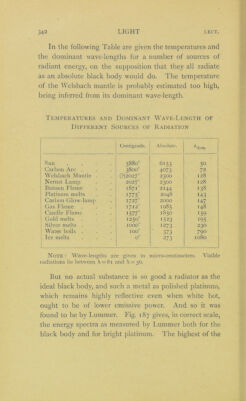 342 LIGHT LECT.
In the following Table are given the temperatures and
the dominant wave-lengths for a number of sources of
radiant energy, on the supposition that they all radiate
as an absolute black body would do. The temperature
of the Welsbach mantle is probably estimated too high,
being inferred from its dominant wave-length.
Temperatures and Dominant Wave-Length of
Different Sources of Radiation
Centigrade. Absolute. λdom.
Sun 5880° 6153 50
Carbon Arc 3800° 4073 72
Welsbach Mantle (?)2027° 2300 128
Nernst Lamp 2027° 2300 128
Bunsen Flame 1871° 2144 138
Platinum melts 1775° 2048 143
Carbon Glow-lamp 1727° 2000 147
Gas Flame 1712° 1985 148
Candle Flame 1577° 1850 159
Gold melts 1250° 1523 195
Silver melts 1000° 1273 230
Water boils 100° 373 790
Ice melts 0° 273 1080
Note: Wave-lengths are given in micro-centimeters. Visible
radiations lie between λ=81 and λ=36.
But no actual substance is so good a radiator as the
ideal black body, and such a metal as polished platinum,
which remains highly reflective even when white hot,
ought to be of lower emissive power. And so it was
found to be by Lummer. Fig. 187 gives, in correct scale,
the energy spectra as measured by Lummer both for the
black body and for bright platinum. The highest of the